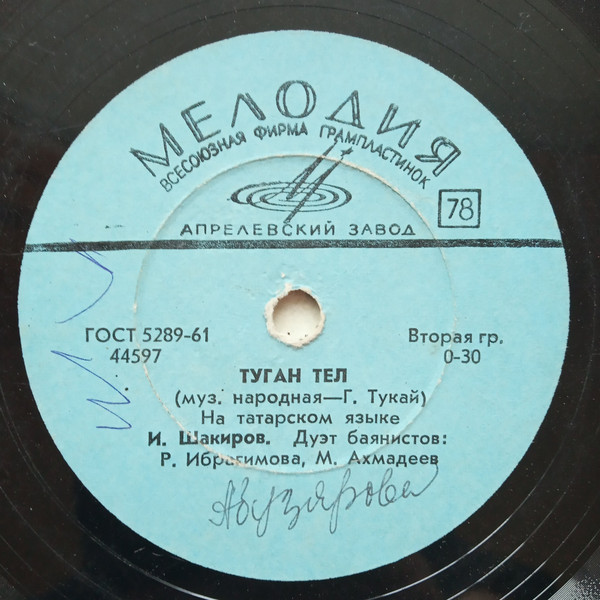 МЕЛОДИЯ
ВСЕСОЮЗНАЯ ФИРМА ГРАМПЛАСТИНОК
78
АПРЕЛЕВСКИЙ ЗАВОД
ГОСТ 5289-61
44597
Вторая гр.
0-30
ТУГАН ТЕЛ
(муз. народная—Г. Тукай)
На татарском языке
И. Шакиров. Дуэт баянистов:
Р. Ибрагимова, М. Ахмадеев
Абузярова